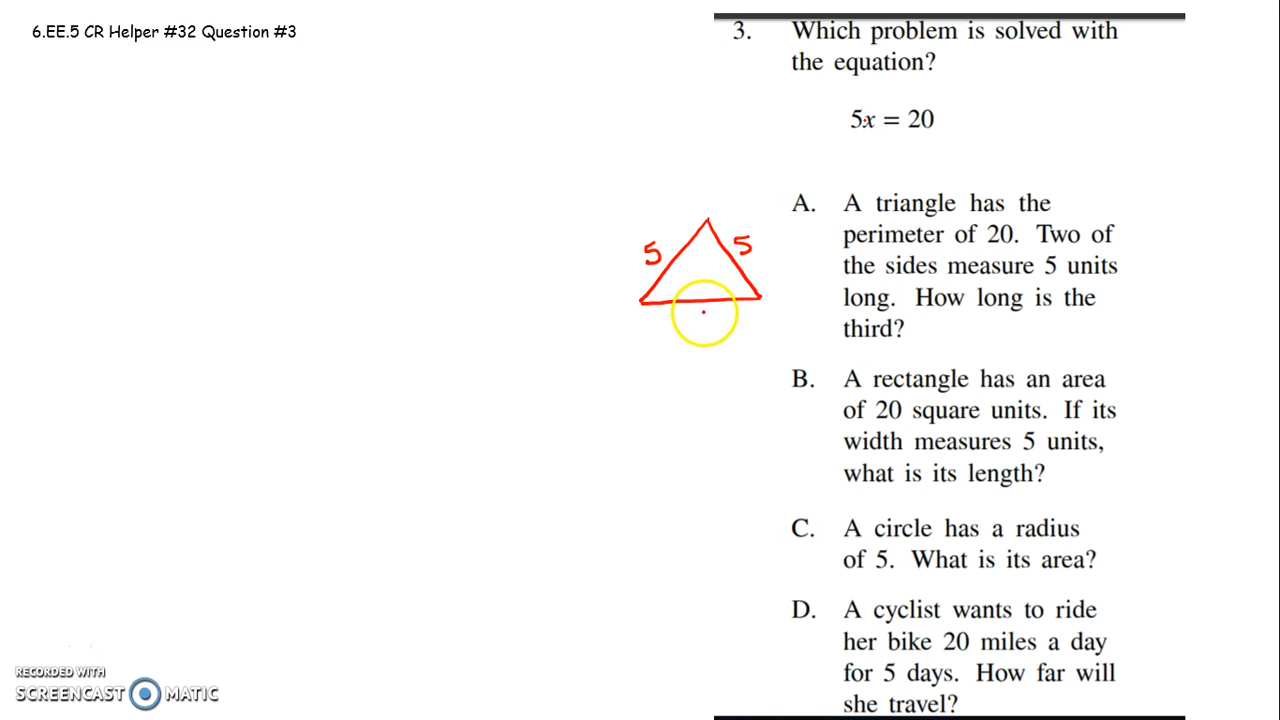 6.EE.5 CR Helper #32 Question #3
3. Which problem is solved with
the equation?
5x = 20
A. A triangle has the
perimeter of 20. Two of
the sides measure 5 units
long. How long is the
third?
5 5
B. A rectangle has an area
of 20 square units. If its
width measures 5 units,
what is its length?
C. A circle has a radius
of 5. What is its area?
D. A cyclist wants to ride
her bike 20 miles a day
for 5 days. How far will
she travel?
RECORDED WITH
SCREENCAST MATIC